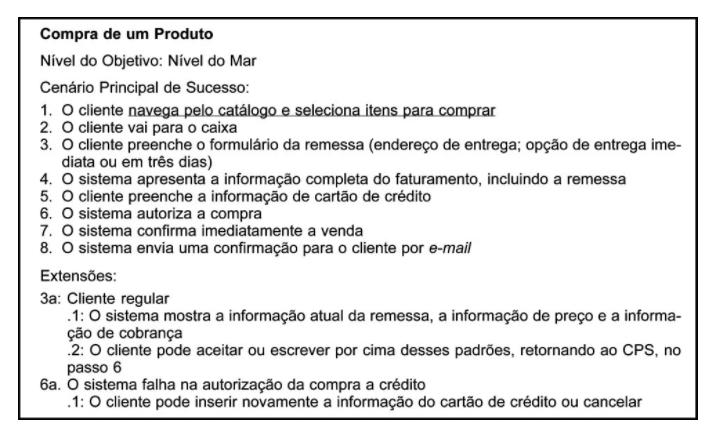 Compra de um Produto
Nível do Objetivo: Nível do Mar
Cenário Principal de Sucesso:
1. O cliente navega pelo catálogo e seleciona itens para comprar
2. O cliente vai para o caixa
3. O cliente preenche o formulário da remessa (endereço de entrega; opção de entrega ime-
diata ou em três dias)
4. O sistema apresenta a informação completa do faturamento, incluindo a remessa
5. O cliente preenche a informação de cartão de crédito
6. O sistema autoriza a compra
7. O sistema confirma imediatamente a venda
8. O sistema envia uma confirmação para o cliente por e-mail
Extensões:
3a: Cliente regular
.1: O sistema mostra a informação atual da remessa, a informação de preço e a informa-
ção de cobrança
.2: O cliente pode aceitar ou escrever por cima desses padrões, retornando ao CPS, no
passo 6
6a. O sistema falha na autorização da compra a crédito
.1: O cliente pode inserir novamente a informação do cartão de crédito ou cancelar